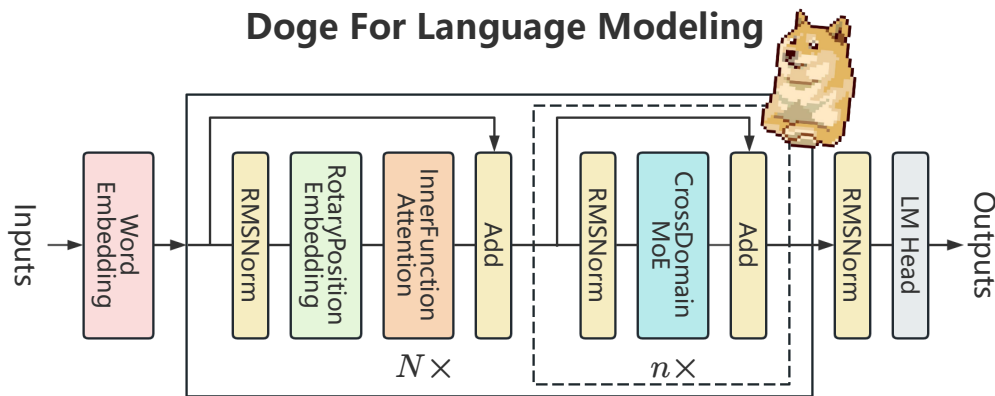 Doge For Language Modeling
Inputs
Word
Embedding
RMSNorm
RotaryPosition
Embedding
InnerFunction
Attention
Add
N ×
RMSNorm
CrossDomain
MoE
Add
n ×
RMSNorm
LM Head
Outputs